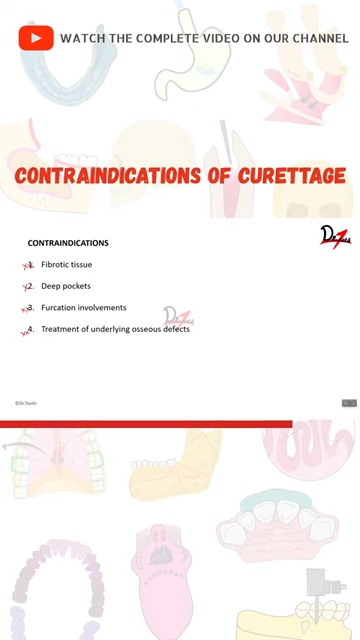 WATCH THE COMPLETE VIDEO ON OUR CHANNEL
CONTRAINDICATIONS OF CURETTAGE
CONTRAINDICATIONS
1. Fibrotic tissue
2. Deep pockets
3. Furcation involvements
4. Treatment of underlying osseous defects
©Dr.Teeth